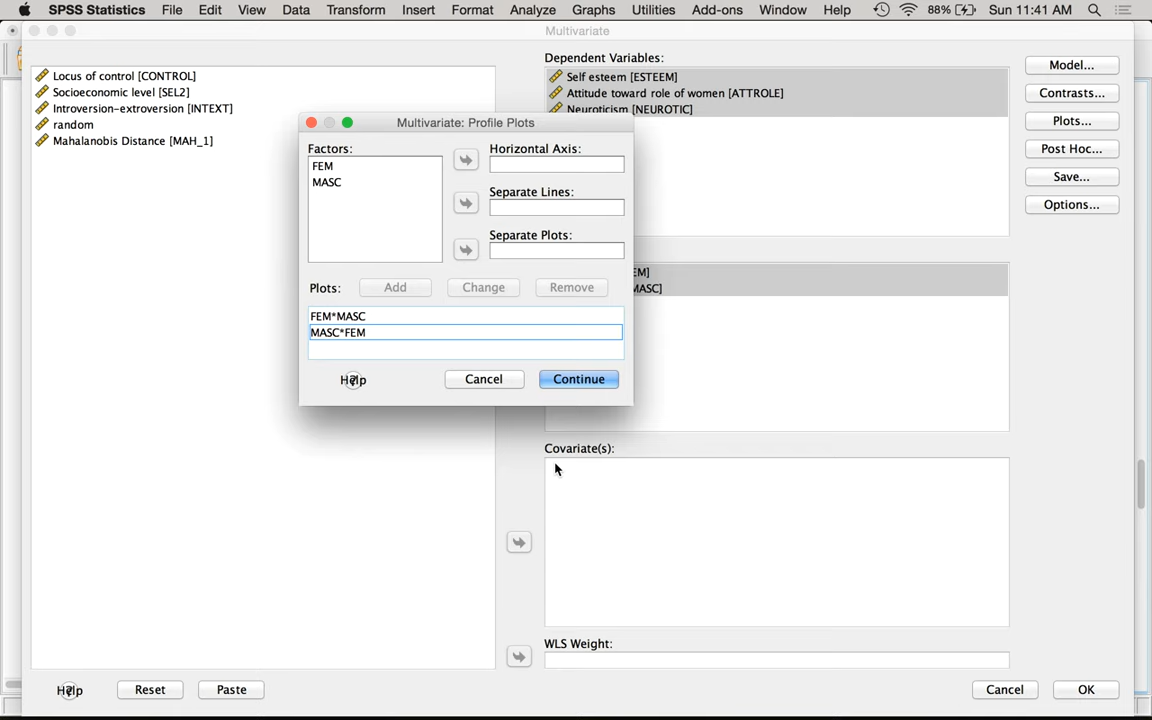 SPSS Statistics File Edit View Data Transform Insert Format Analyze Graphs Utilities Add-ons Window Help 88% Sun 11:41 AM
Multivariate
Dependent Variables:
Locus of control [CONTROL]
Socioeconomic level [SEL2]
Introversion-extroversion [INTEXT]
random
Mahalanobis Distance [MAH_1]
Self esteem [ESTEEM]
Attitude toward role of women [ATTROLE]
Neuroticism [NEUROTIC]
Model...
Contrasts...
Plots...
Post Hoc...
Save...
Options...
Multivariate: Profile Plots
Factors:
FEM
MASC
Horizontal Axis:
Separate Lines:
Separate Plots:
Plots: Add Change Remove
FEM*MASC
MASC*FEM
Help Cancel Continue
EM]
MASC]
Covariate(s):
WLS Weight:
Help Reset Paste Cancel OK